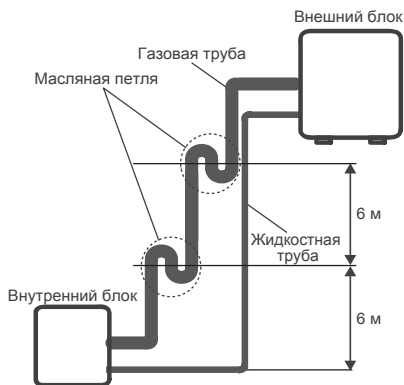 Внешний блок
Газовая труба
Масляная петля
6 м
Жидкостная
труба
Внутренний блок
6 м